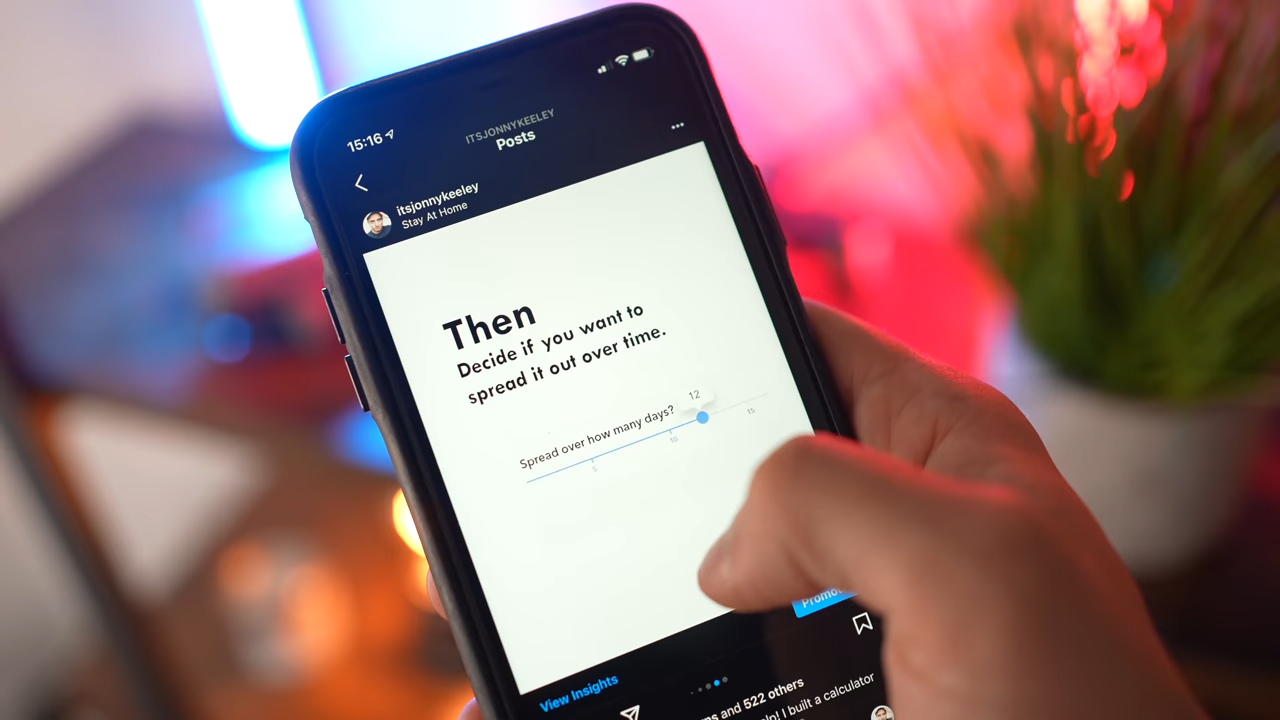 15:16
ITSJONNYKEELEY
Posts
itsjonnykeeley
Stay At Home
Then
Decide if you want to
spread it out over time.
Spread over how many days?
12
5
10
15
View Insights
and 522 others
I built a calculator